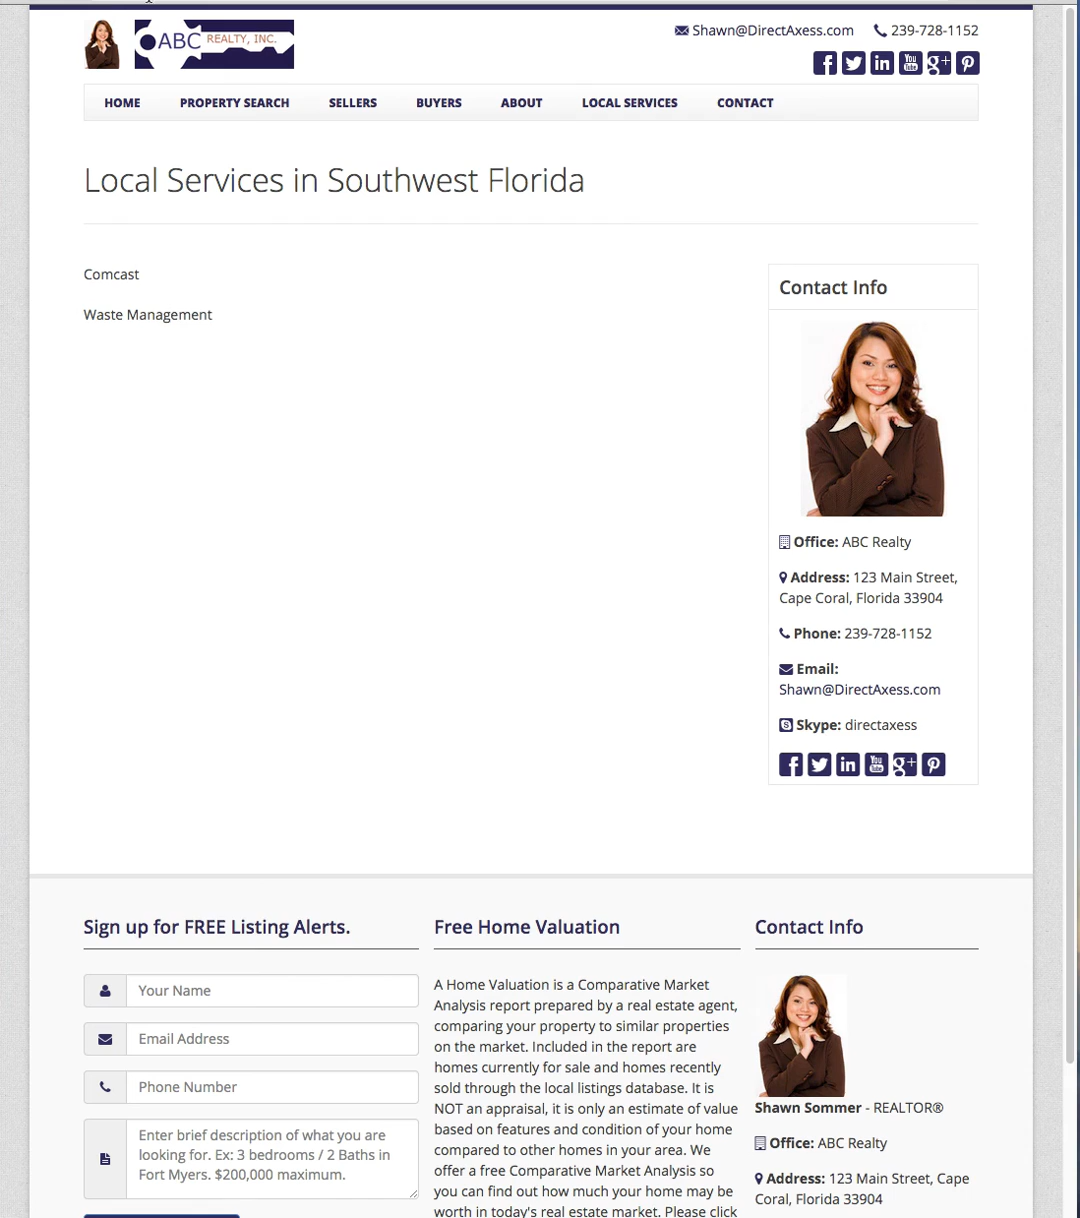 ABC REALTY, INC.
Shawn@DirectAxess.com 239-728-1152
HOME PROPERTY SEARCH SELLERS BUYERS ABOUT LOCAL SERVICES CONTACT
Local Services in Southwest Florida
Comcast
Waste Management
Contact Info
Office: ABC Realty
Address: 123 Main Street,
Cape Coral, Florida 33904
Phone: 239-728-1152
Email:
Shawn@DirectAxess.com
Skype: directaxess
Sign up for FREE Listing Alerts.
Your Name
Email Address
Phone Number
Enter brief description of what you are
looking for. Ex: 3 bedrooms / 2 Baths in
Fort Myers. $200,000 maximum.
Free Home Valuation
A Home Valuation is a Comparative Market
Analysis report prepared by a real estate agent,
comparing your property to similar properties
on the market. Included in the report are
homes currently for sale and homes recently
sold through the local listings database. It is
NOT an appraisal, it is only an estimate of value
based on features and condition of your home
compared to other homes in your area. We
offer a free Comparative Market Analysis so
you can find out how much your home may be
worth in today's real estate market. Please click
Contact Info
Shawn Sommer - REALTOR®
Office: ABC Realty
Address: 123 Main Street, Cape
Coral, Florida 33904